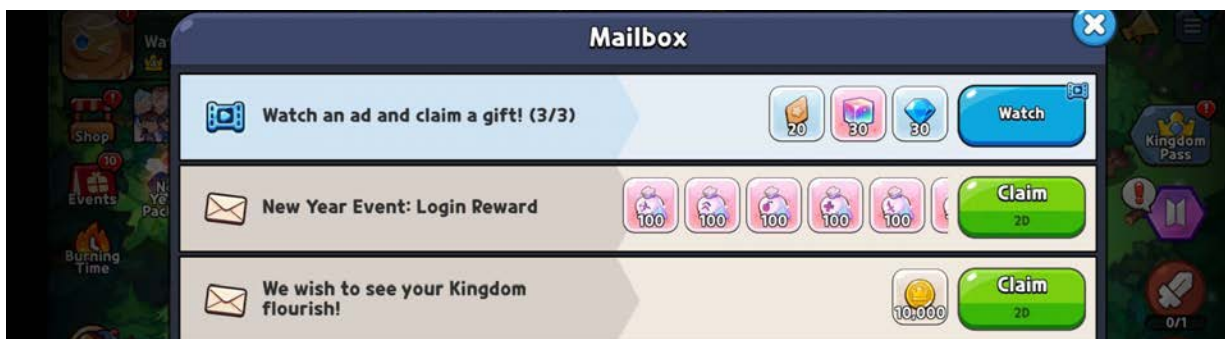 Mailbox
Watch an ad and claim a gift! (3/3)
20
30
30
Watch
New Year Event: Login Reward
100
100
100
100
100
Claim
2D
We wish to see your Kingdom
flourish!
10,000
Claim
2D
Shop
10
Events
Burning
Time
Kingdom
Pass
0/1